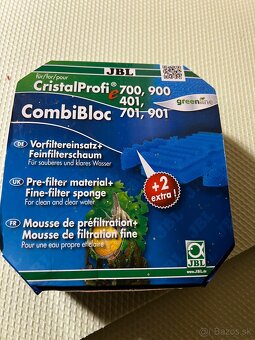 JBL
für/for/pour
CristalProfi e 700, 900
401,
CombiBloc 701, 901
greenline
DE Vorfiltereinsatz+
Feinfilterschaum
Für sauberes und klares Wasser
+2
extra!
UK Pre-filter material+
Fine-filter sponge
For clean and clear water
FR Mousse de préfiltration+
Mousse de filtration fine
Pour une eau propre et claire
JBL
www.JBL.de
Bazos.sk